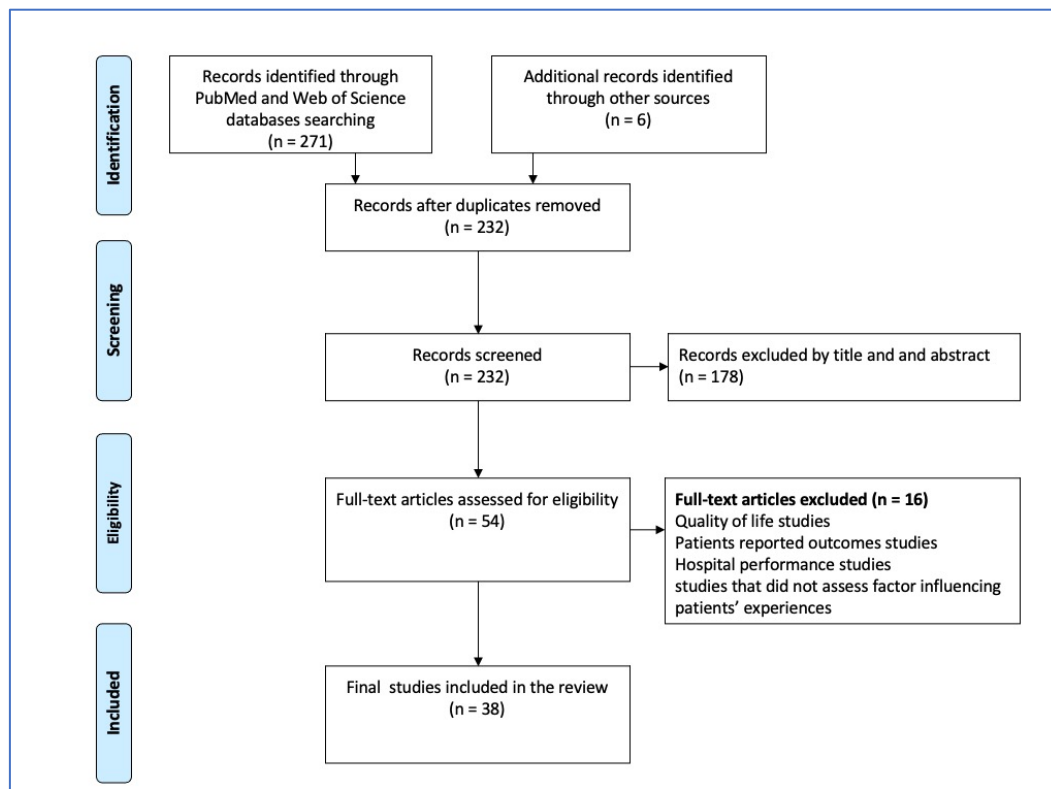 Identification
Records identified through
PubMed and Web of Science
databases searching
(n = 271)
Additional records identified
through other sources
(n = 6)
Records after duplicates removed
(n = 232)
Screening
Records screened
(n = 232)
Records excluded by title and and abstract
(n = 178)
Eligibility
Full-text articles assessed for eligibility
(n = 54)
Full-text articles excluded (n = 16)
Quality of life studies
Patients reported outcomes studies
Hospital performance studies
studies that did not assess factor influencing
patients’ experiences
Included
Final studies included in the review
(n = 38)